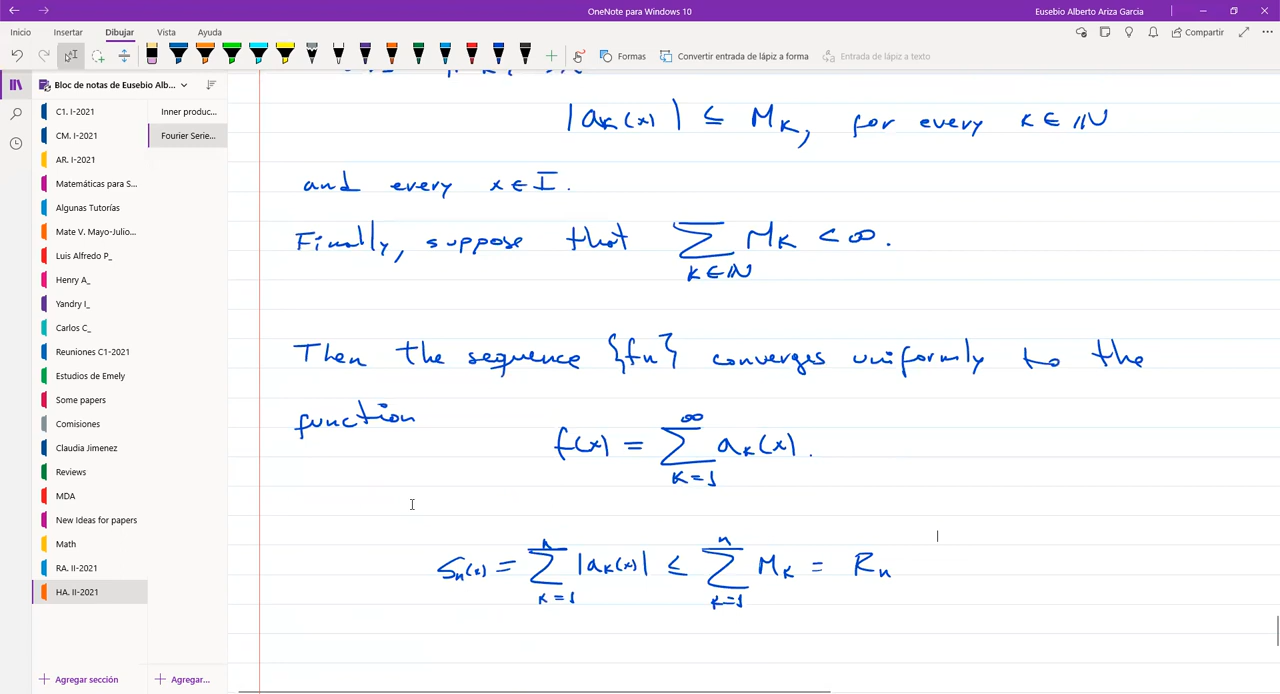 OneNote para Windows 10
Eusebio Alberto Ariza Garcia
Inicio
Insertar
Dibujar
Vista
Ayuda
Compartir
Formas
Convertir entrada de lápiz a forma
Entrada de lápiz a texto
Bloc de notas de Eusebio Alb...
C1. I-2021
CM. I-2021
AR. I-2021
Matemáticas para S...
Algunas Tutorías
Mate V. Mayo-Julio...
Luis Alfredo P_
Henry A_
Yandry I_
Carlos C_
Reuniones C1-2021
Estudios de Emely
Some papers
Comisiones
Claudia Jimenez
Reviews
MDA
New Ideas for papers
Math
RA. II-2021
HA. II-2021
Agregar sección
Inner produc...
Fourier Serie...
Agregar...
|a_k(x)| ≤ M_k, for every k ∈ ℕ
and every x ∈ I.
Finally, suppose that ∑_{k∈ℕ} M_k < ∞.
Then the sequence {fn} converges uniformly to the
function
f(x) = ∑_{k=1}^{∞} a_k(x).
S_n(x) = ∑_{k=1}^{n} |a_k(x)| ≤ ∑_{k=1}^{n} M_k = R_n